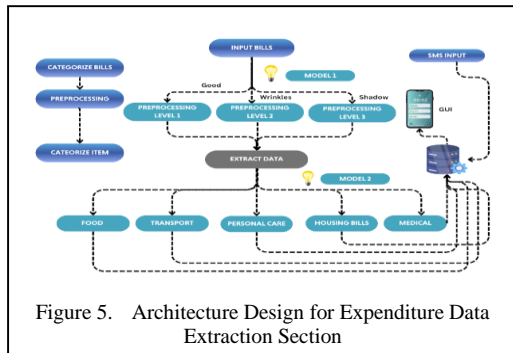 INPUT BILLS
SMS INPUT
CATEGORIZE BILLS
MODEL 1
Good
Wrinkles
Shadow
PREPROCESSING
GUI
PREPROCESSING
LEVEL 1
PREPROCESSING
LEVEL 2
PREPROCESSING
LEVEL 3
CATEORIZE ITEM
EXTRACT DATA
MODEL 2
FOOD
TRANSPORT
PERSONAL CARE
HOUSING BILLS
MEDICAL
Figure 5. Architecture Design for Expenditure Data
Extraction Section